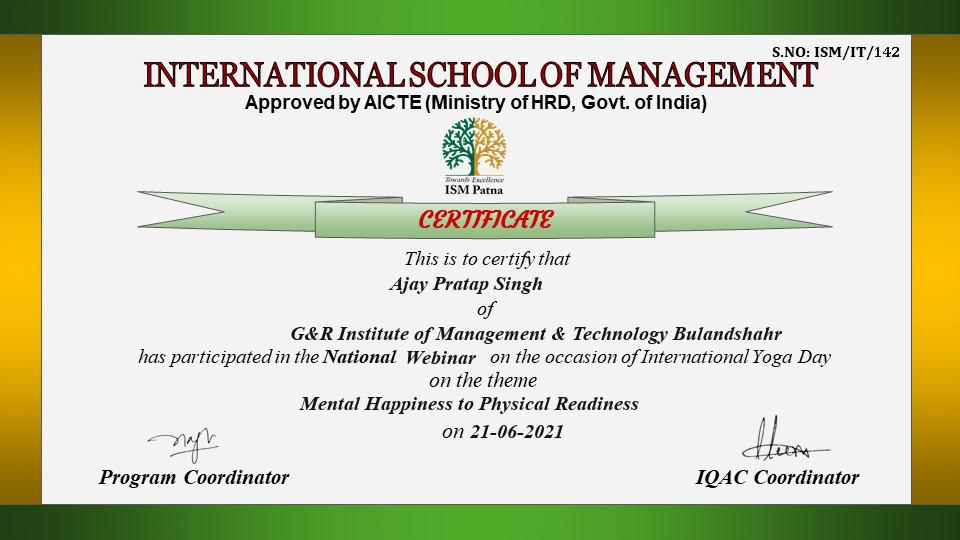 S.NO: ISM/IT/142
INTERNATIONAL SCHOOL OF MANAGEMENT
Approved by AICTE (Ministry of HRD, Govt. of India)
Towards Excellence
ISM Patna
CERTIFICATE
This is to certify that
Ajay Pratap Singh
of
G&R Institute of Management & Technology Bulandshahr
has participated in the National Webinar on the occasion of International Yoga Day
on the theme
Mental Happiness to Physical Readiness
on 21-06-2021
Program Coordinator
IQAC Coordinator